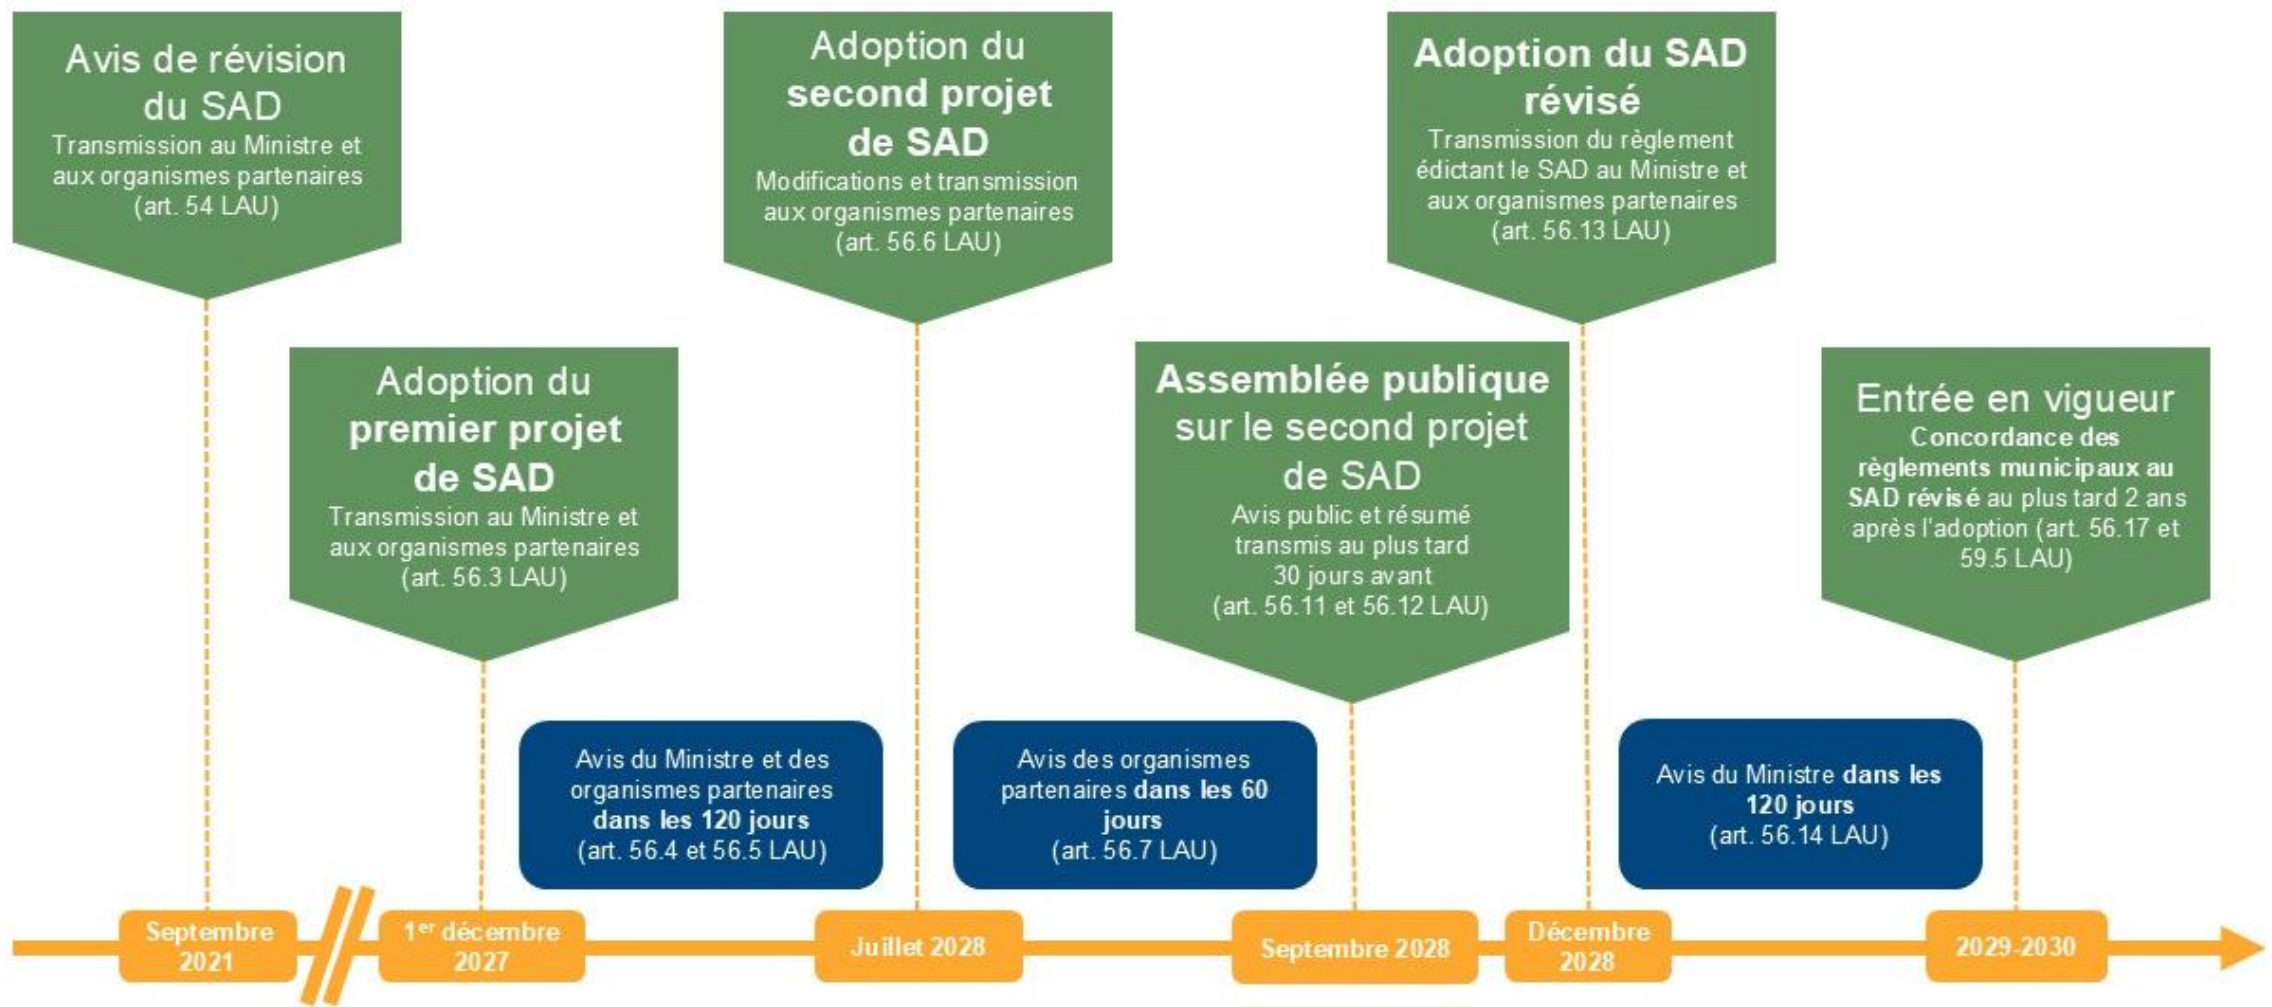 Avis de révision
du SAD
Transmission au Ministre et
aux organismes partenaires
(art. 54 LAU)
Adoption du
premier projet
de SAD
Transmission au Ministre et
aux organismes partenaires
(art. 56.3 LAU)
Adoption du
second projet
de SAD
Modifications et transmission
aux organismes partenaires
(art. 56.6 LAU)
Assemblée publique
sur le second projet
de SAD
Avis public et résumé
transmis au plus tard
30 jours avant
(art. 56.11 et 56.12 LAU)
Adoption du SAD
révisé
Transmission du règlement
édictant le SAD au Ministre et
aux organismes partenaires
(art. 56.13 LAU)
Entrée en vigueur
Concordance des
règlements municipaux au
SAD révisé au plus tard 2 ans
après l'adoption (art. 56.17 et
59.5 LAU)
Avis du Ministre et des
organismes partenaires
dans les 120 jours
(art. 56.4 et 56.5 LAU)
Avis des organismes
partenaires dans les 60
jours
(art. 56.7 LAU)
Avis du Ministre dans les
120 jours
(art. 56.14 LAU)
Septembre
2021
1er décembre
2027
Juillet 2028
Septembre 2028
Décembre
2028
2029-2030